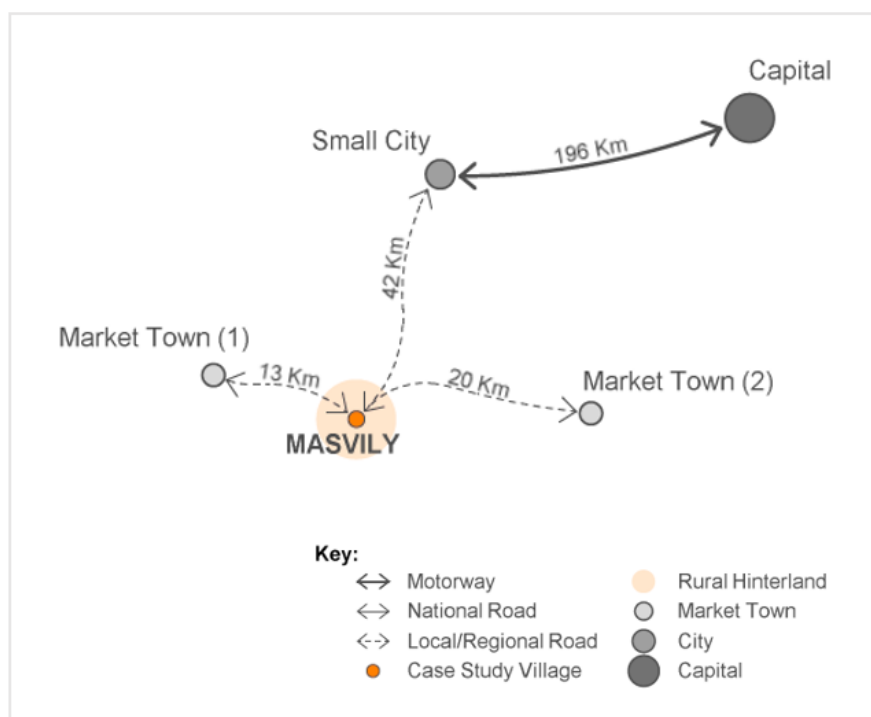 Capital
196 Km
Small City
42 Km
Market Town (1)
13 Km
20 Km
Market Town (2)
MASVILY
Key:
Motorway
National Road
Local/Regional Road
Case Study Village
Rural Hinterland
Market Town
City
Capital